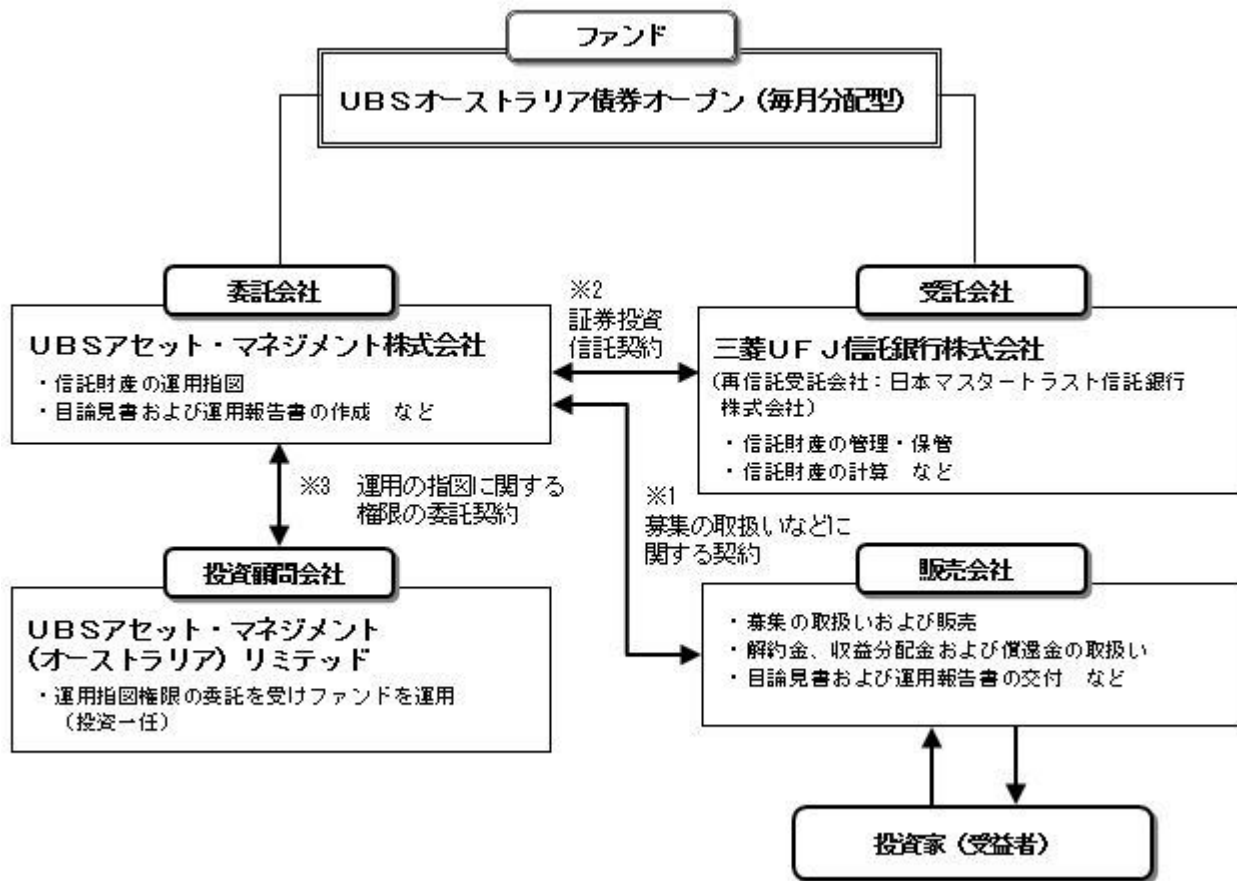 ファンド
UBSオーストラリア債券オープン(毎月分配型)
委託会社
UBSアセット・マネジメント株式会社
・信託財産の運用指図
・目論見書および運用報告書の作成 など
※2
証券投資
信託契約
受託会社
三菱UFJ信託銀行株式会社
(再信託受託会社:日本マスタートラスト信託銀行
株式会社)
・信託財産の管理・保管
・信託財産の計算 など
※3 運用の指図に関する
権限の委託契約
※1
募集の取扱いなどに
関する契約
投資顧問会社
UBSアセット・マネジメント
(オーストラリア)リミテッド
・運用指図権限の委託を受けファンドを運用
(投資一任)
販売会社
・募集の取扱いおよび販売
・解約金、収益分配金および償還金の取扱い
・目論見書および運用報告書の交付 など
投資家(受益者)